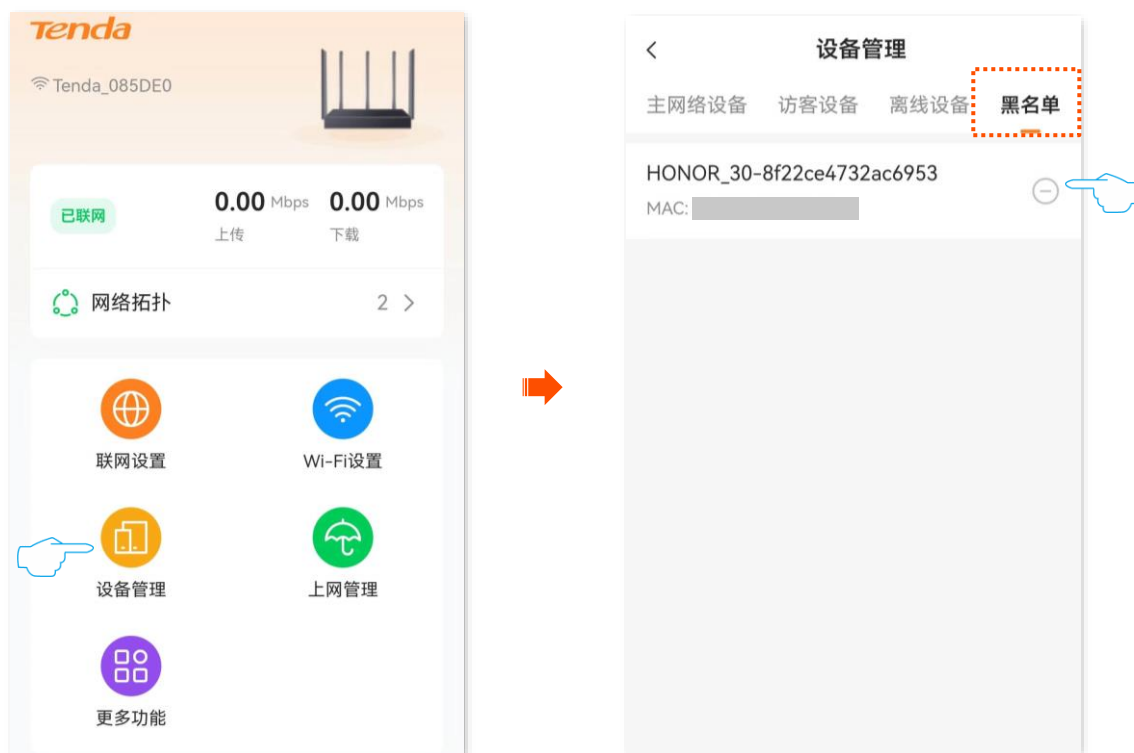 Tenda
Tenda_085DE0
已联网
0.00 Mbps 0.00 Mbps
上传 下载
网络拓扑 2
联网设置 Wi-Fi设置
设备管理 上网管理
更多功能
设备管理
主网络设备 访客设备 离线设备 黑名单
HONOR_30-8f22ce4732ac6953
MAC: